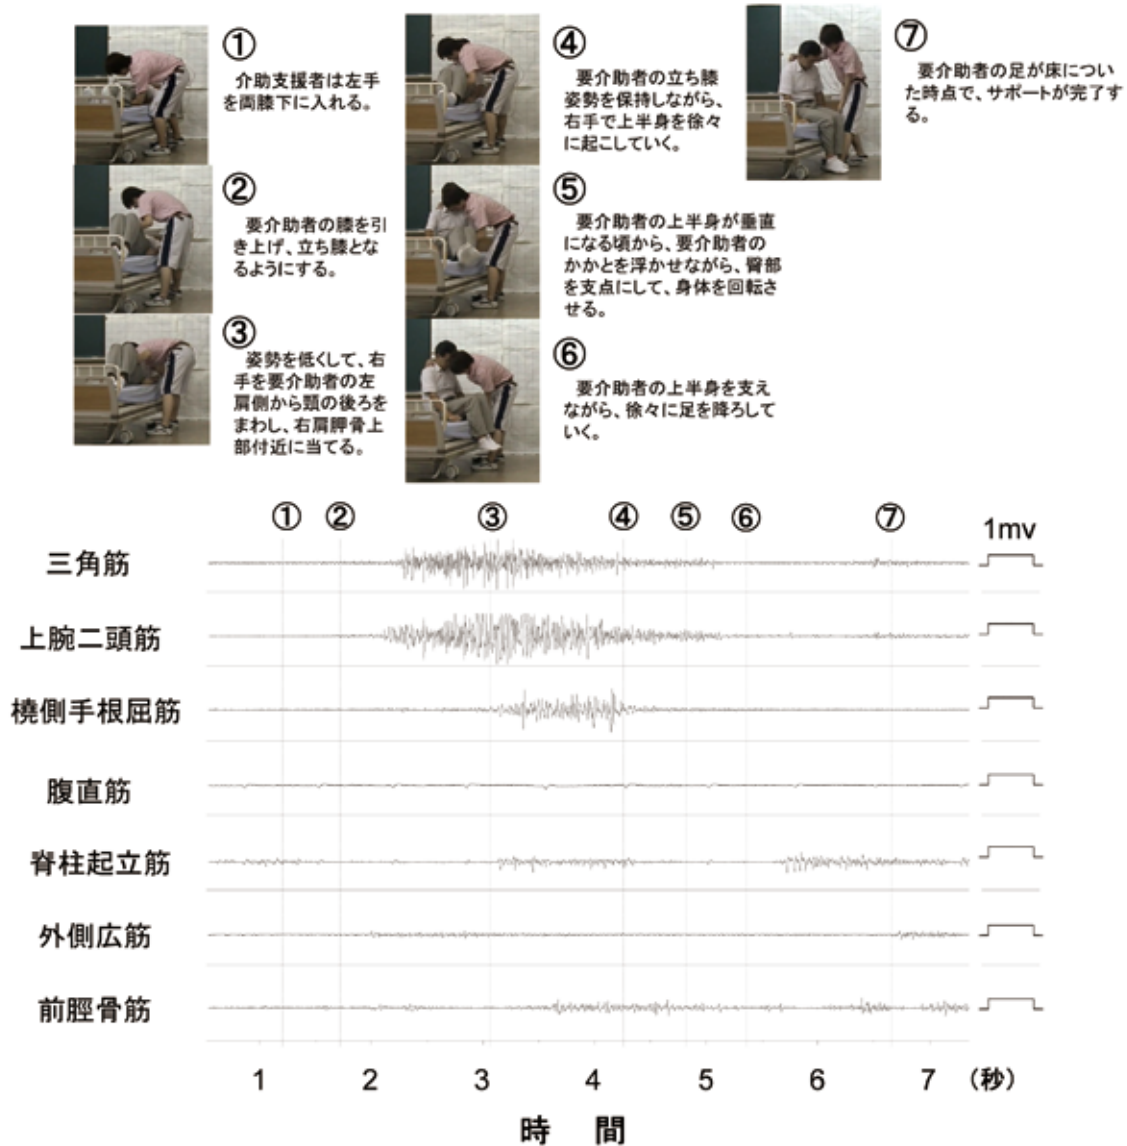 ①
介助支援者は左手
を両膝下に入れる。
②
要介助者の膝を引
き上げ、立ち膝とな
るようにする。
③
姿勢を低くして、右
手を要介助者の左
肩側から頸の後ろを
まわし、右肩胛骨上
部付近に当てる。
④
要介助者の立ち膝
姿勢を保持しながら、
右手で上半身を徐々
に起こしていく。
⑤
要介助者の上半身が垂直
になる頃から、要介助者の
かかとを浮かせながら、臀部
を支点にして、身体を回転さ
せる。
⑥
要介助者の上半身を支え
ながら、徐々に足を降ろして
いく。
⑦
要介助者の足が床につい
た時点で、サポートが完了す
る。
① ② ③ ④ ⑤ ⑥ ⑦
1mv
三角筋
上腕二頭筋
橈側手根屈筋
腹直筋
脊柱起立筋
外側広筋
前脛骨筋
1 2 3 4 5 6 7 (秒)
時 間